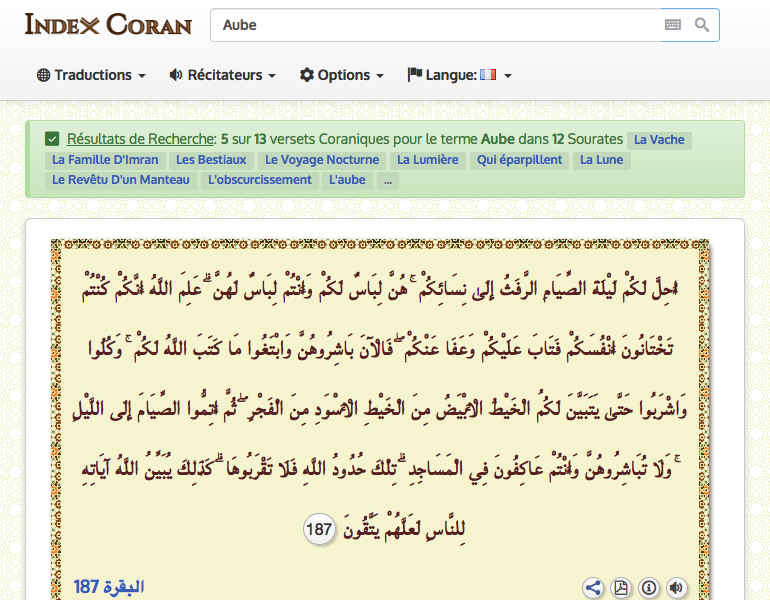 INDEX CORAN
Aube
Traductions
Récitateurs
Options
Langue:
Résultats de Recherche: 5 sur 13 versets Coraniques pour le terme Aube dans 12 Sourates La Vache
La Famille D'Imran Les Bestiaux Le Voyage Nocturne La Lumière Qui éparpillent La Lune
Le Revêtu D'un Manteau L'obscurcissement L'aube ...
أُحِلَّ لَكُمْ لَيْلَةَ الصِّيَامِ الرَّفَثُ إِلَىٰ نِسَائِكُمْ ۚ هُنَّ لِبَاسٌ لَكُمْ وَأَنْتُمْ لِبَاسٌ لَهُنَّ ۗ عَلِمَ اللَّهُ أَنَّكُمْ كُنْتُمْ
تَخْتَانُونَ أَنْفُسَكُمْ فَتَابَ عَلَيْكُمْ وَعَفَا عَنْكُمْ ۖ فَالْآنَ بَاشِرُوهُنَّ وَابْتَغُوا مَا كَتَبَ اللَّهُ لَكُمْ ۚ وَكُلُوا
وَاشْرَبُوا حَتَّىٰ يَتَبَيَّنَ لَكُمُ الْخَيْطُ الْأَبْيَضُ مِنَ الْخَيْطِ الْأَسْوَدِ مِنَ الْفَجْرِ ۖ ثُمَّ أَتِمُّوا الصِّيَامَ إِلَى اللَّيْلِ
ۚ وَلَا تُبَاشِرُوهُنَّ وَأَنْتُمْ عَاكِفُونَ فِي الْمَسَاجِدِ ۗ تِلْكَ حُدُودُ اللَّهِ فَلَا تَقْرَبُوهَا ۗ كَذَٰلِكَ يُبَيِّنُ اللَّهُ آيَاتِهِ
لِلنَّاسِ لَعَلَّهُمْ يَتَّقُونَ 187
البقرة 187